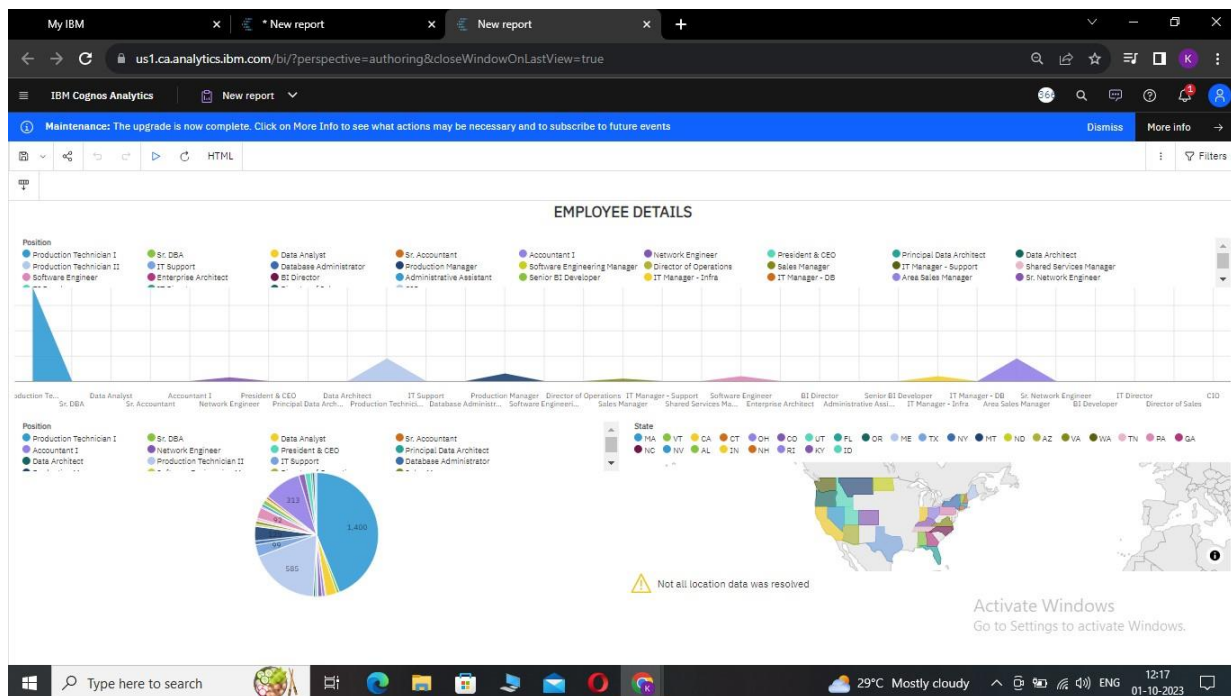 My IBM
* New report
New report
us1.ca.analytics.ibm.com/bi/?perspective=authoring&closeWindowOnLastView=true
K
IBM Cognos Analytics
New report
1
Maintenance: The upgrade is now complete. Click on More Info to see what actions may be necessary and to subscribe to future events
Dismiss
More info
HTML
Filters
EMPLOYEE DETAILS
Position
Production Technician I Sr. DBA Data Analyst Sr. Accountant Accountant I Network Engineer President & CEO Principal Data Architect Data Architect
Production Technician II IT Support Database Administrator Production Manager Software Engineering Manager Director of Operations Sales Manager IT Manager - Support Shared Services Manager
Software Engineer Enterprise Architect BI Director Administrative Assistant Senior BI Developer IT Manager - Infra IT Manager - DB Area Sales Manager Sr. Network Engineer
Data Analyst Accountant I President & CEO Data Architect IT Support Production Manager Director of Operations IT Manager - Support Software Engineer BI Director Senior BI Developer IT Manager - DB Sr. Network Engineer IT Director CIO
Sr. DBA Sr. Accountant Network Engineer Principal Data Arch... Production Technici... Database Administr... Software Engineeri... Sales Manager Shared Services Ma... Enterprise Architect Administrative Assi... IT Manager - Infra Area Sales Manager BI Developer Director of Sales
Position
Production Technician I Sr. DBA Data Analyst Sr. Accountant
Accountant I Network Engineer President & CEO Principal Data Architect
Data Architect Production Technician II IT Support Database Administrator
State
MA VT CA CT OH CO UT FL OR ME TX NY MT ND AZ VA WA TN PA GA
NC NV AL IN NH RI KY ID
313
1,400
92
99
585
Not all location data was resolved
Activate Windows
Go to Settings to activate Windows.
Type here to search
29°C Mostly cloudy
ENG
12:17
01-10-2023